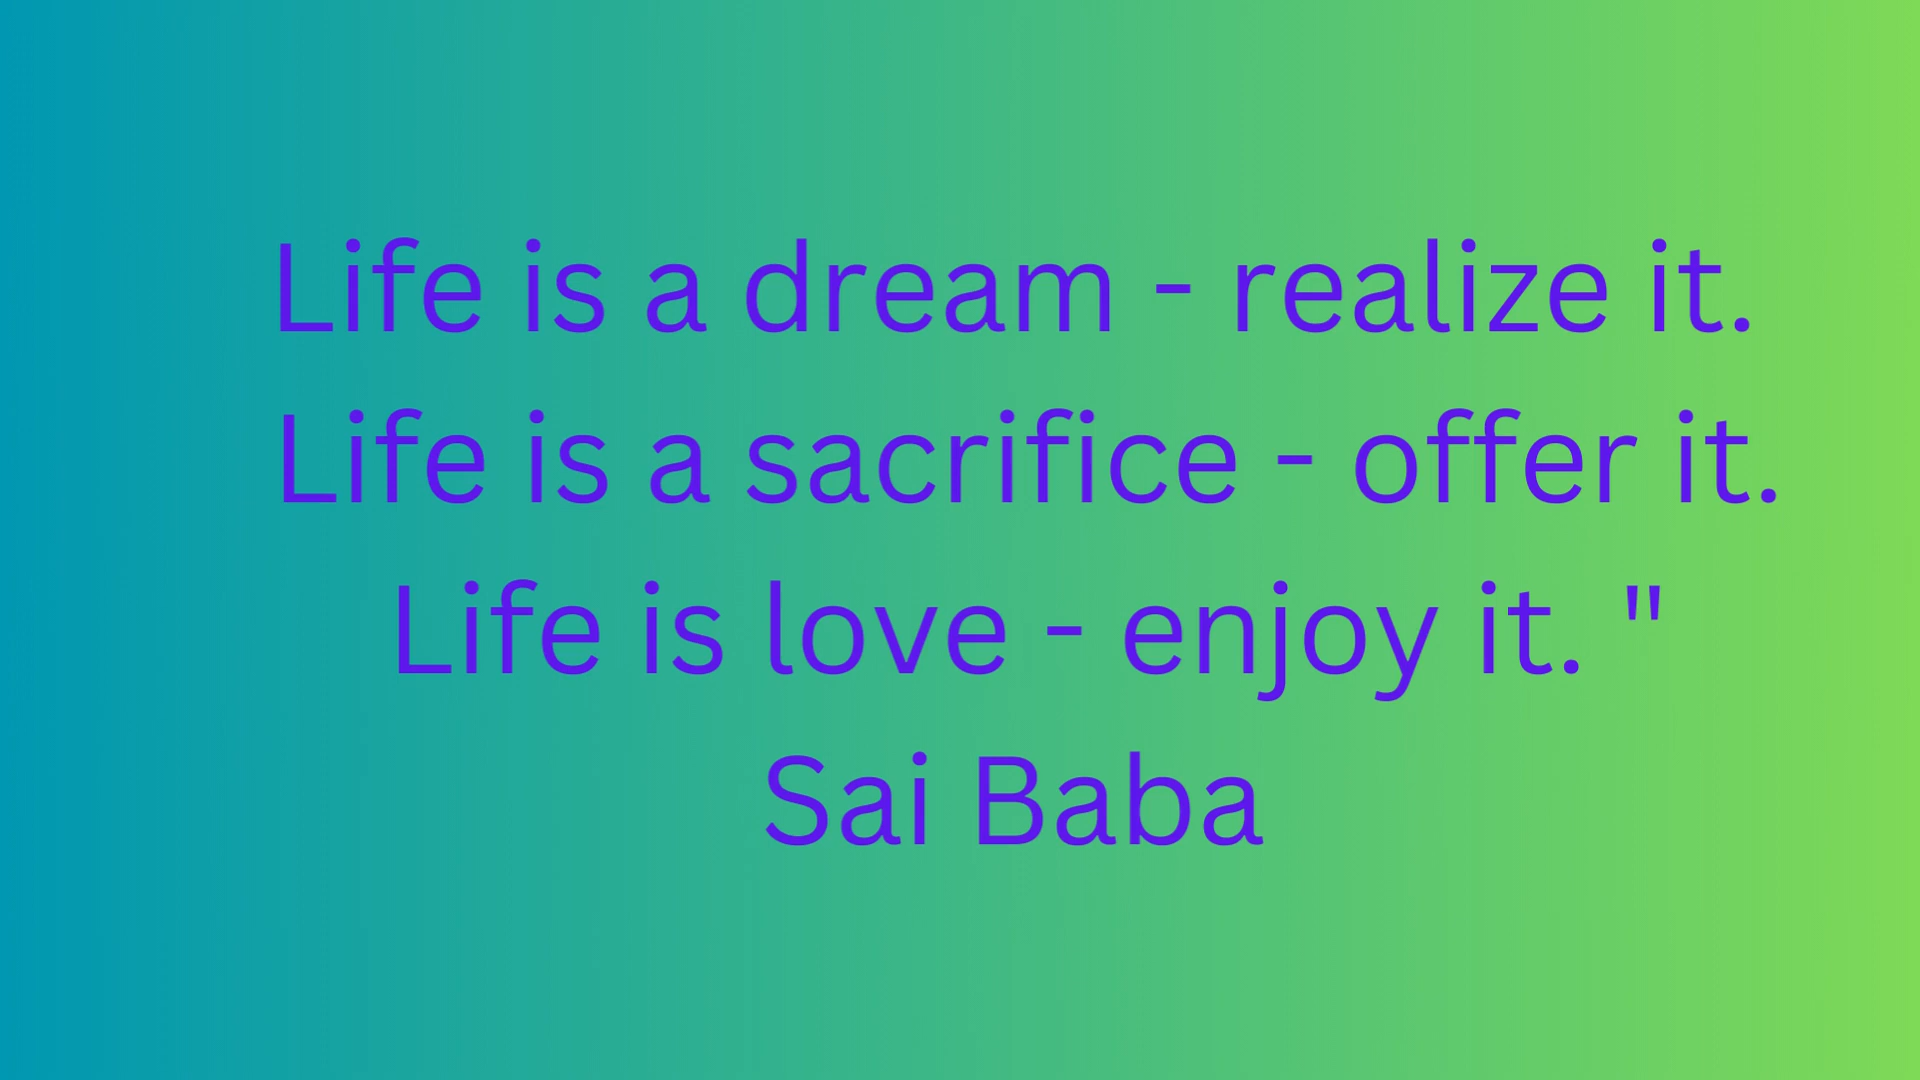 Life is a dream - realize it.
Life is a sacrifice - offer it.
Life is love - enjoy it. "
Sai Baba